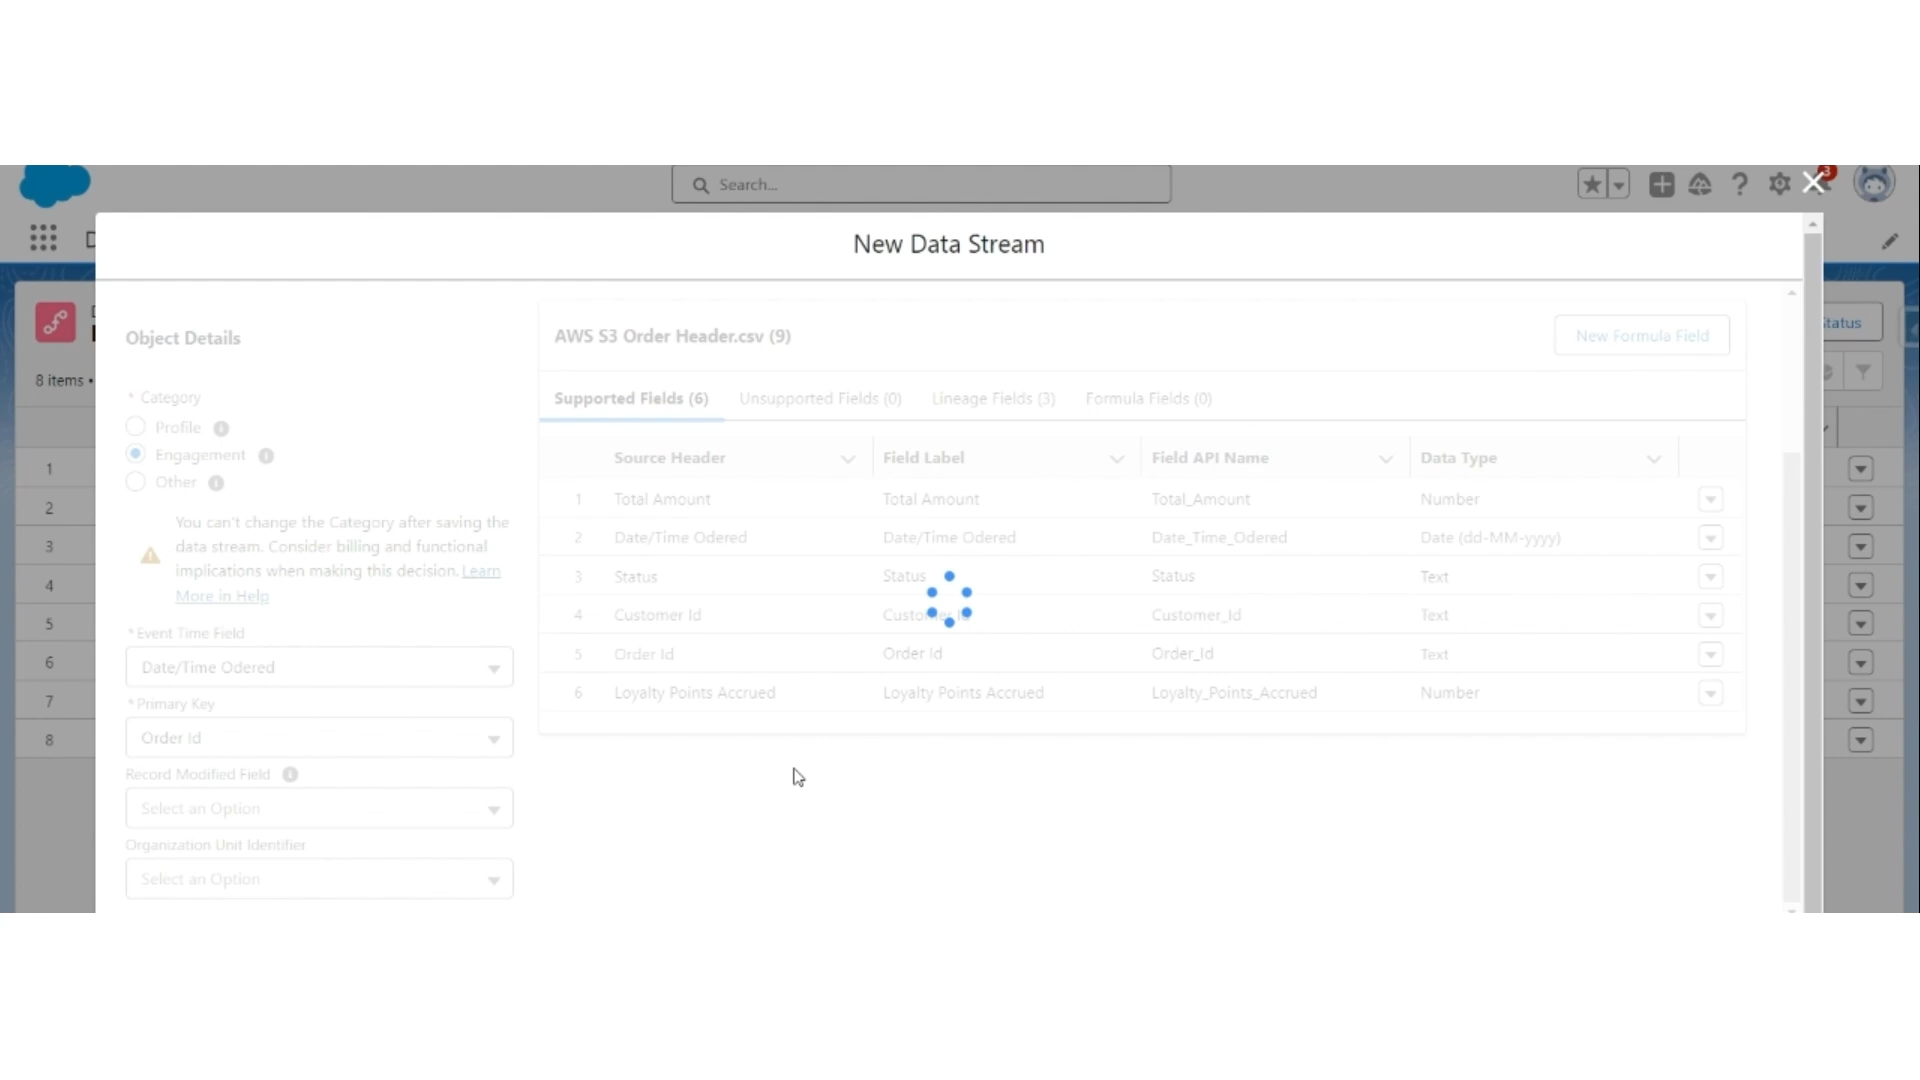 Search...
3
D
New Data Stream
Status
8 items •
1
2
3
4
5
6
7
8
Object Details
* Category
Profile
Engagement
Other
You can't change the Category after saving the
data stream. Consider billing and functional
implications when making this decision. Learn
More in Help
* Event Time Field
Date/Time Odered
* Primary Key
Order Id
Record Modified Field
Select an Option
Organization Unit Identifier
Select an Option
AWS S3 Order Header.csv (9)
New Formula Field
Supported Fields (6) Unsupported Fields (0) Lineage Fields (3) Formula Fields (0)
Source Header Field Label Field API Name Data Type
1 Total Amount Total Amount Total_Amount Number
2 Date/Time Odered Date/Time Odered Date_Time_Odered Date (dd-MM-yyyy)
3 Status Status Status Text
4 Customer Id Customer Id Customer_Id Text
5 Order Id Order Id Order_Id Text
6 Loyalty Points Accrued Loyalty Points Accrued Loyalty_Points_Accrued Number